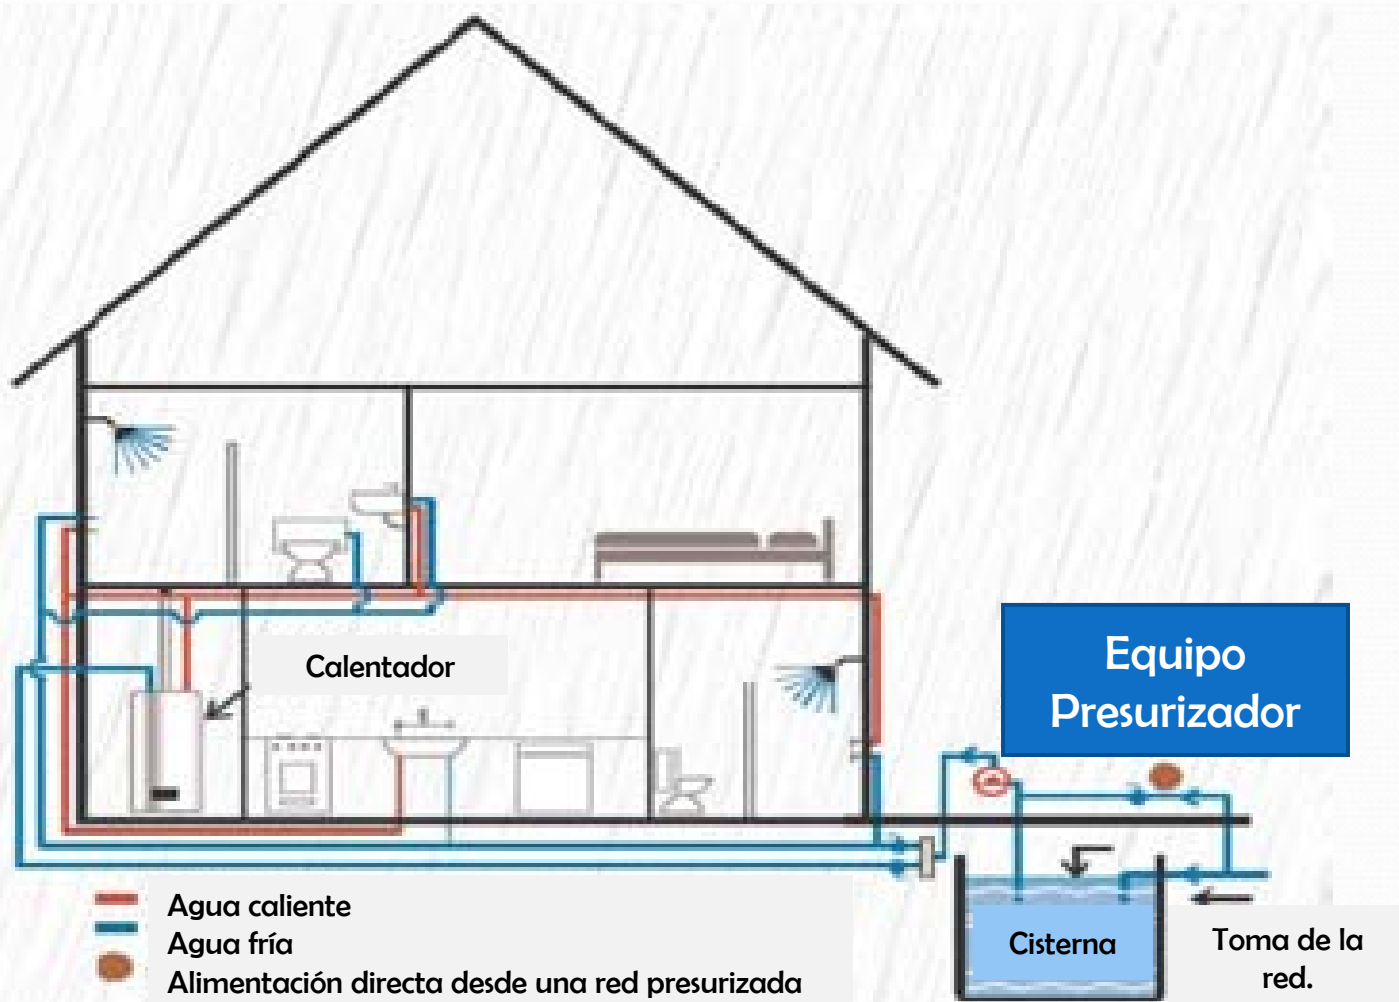 Calentador
Equipo
Presurizador
Agua caliente
Agua fría
Alimentación directa desde una red presurizada
Cisterna
Toma de la
red.